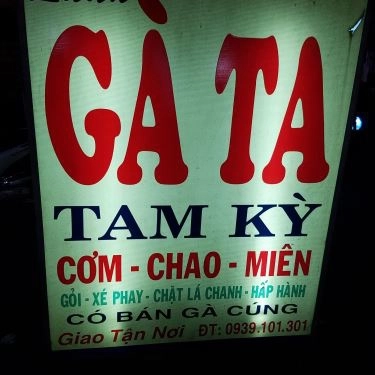 GÀ TA
TAM KỲ
CƠM - CHAO - MIÊN
GỎI - XÉ PHAY - CHẶT LÁ CHANH - HẤP HÀNH
CÓ BÁN GÀ CÚNG
Giao Tận Nơi ĐT: 0939.101.301